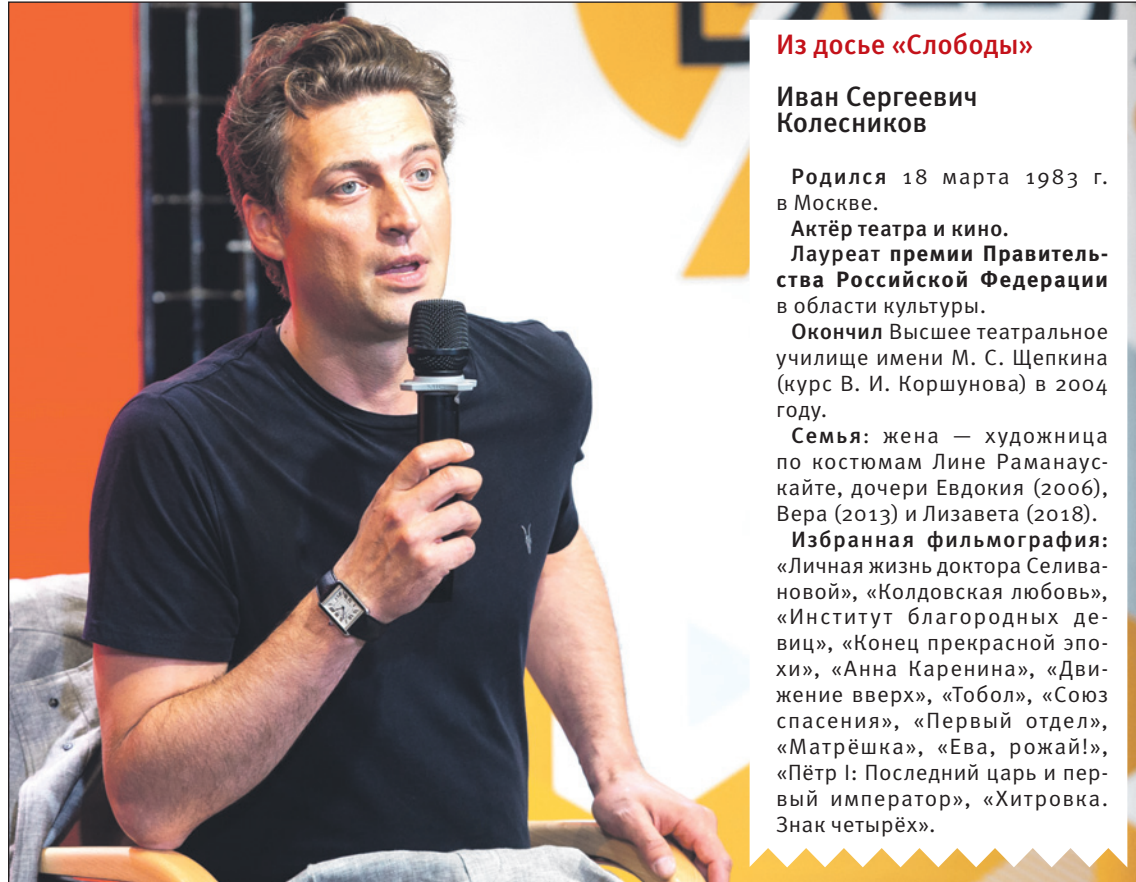 Из досье «Слободы»
Иван Сергеевич
Колесников
Родился 18 марта 1983 г.
в Москве.
Актёр театра и кино.
Лауреат премии Правитель-
ства Российской Федерации
в области культуры.
Окончил Высшее театральное
училище имени М. С. Щепкина
(курс В. И. Коршунова) в 2004
году.
Семья: жена — художница
по костюмам Лине Раманаус-
кайте, дочери Евдокия (2006),
Вера (2013) и Лизавета (2018).
Избранная фильмография:
«Личная жизнь доктора Селива-
новой», «Колдовская любовь»,
«Институт благородных де-
виц», «Конец прекрасной эпо-
хи», «Анна Каренина», «Дви-
жение вверх», «Тобол», «Союз
спасения», «Первый отдел»,
«Матрёшка», «Ева, рожай!»,
«Пётр I: Последний царь и пер-
вый император», «Хитровка.
Знак четырёх».